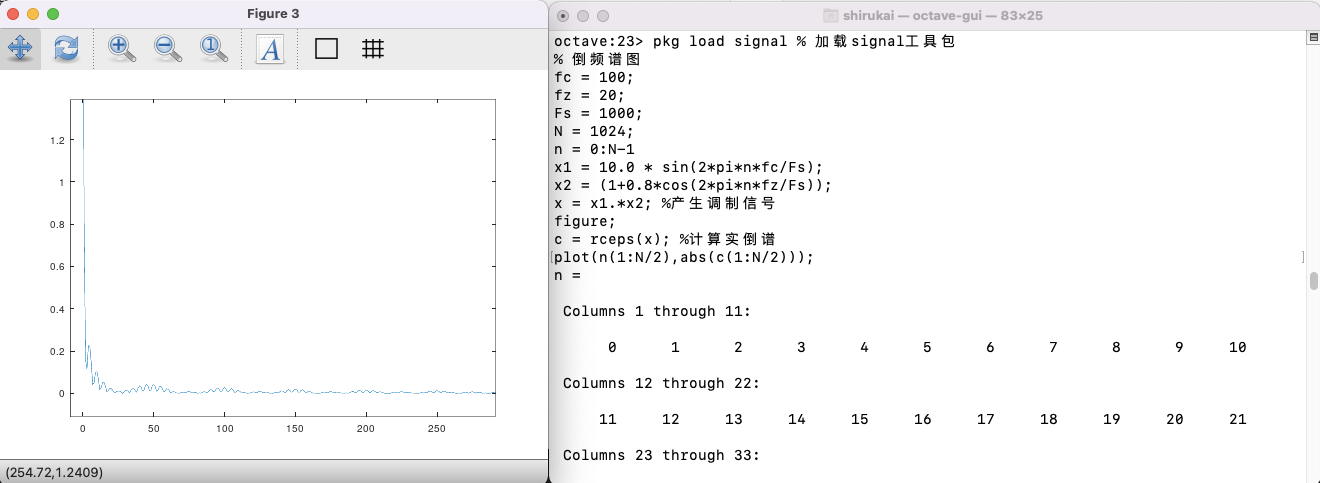 Figure 3
1.2
1
0.8
0.6
0.4
0.2
0
0 50 100 150 200 250
(254.72,1.2409)
shirukai — octave-gui — 83×25
octave:23> pkg load signal % 加载signal工具包
% 倒频谱图
fc = 100;
fz = 20;
Fs = 1000;
N = 1024;
n = 0:N-1
x1 = 10.0 * sin(2*pi*n*fc/Fs);
x2 = (1+0.8*cos(2*pi*n*fz/Fs));
x = x1.*x2; %产生调制信号
figure;
c = rceps(x); %计算实倒谱
plot(n(1:N/2),abs(c(1:N/2)));
n =
Columns 1 through 11:
0 1 2 3 4 5 6 7 8 9 10
Columns 12 through 22:
11 12 13 14 15 16 17 18 19 20 21
Columns 23 through 33: